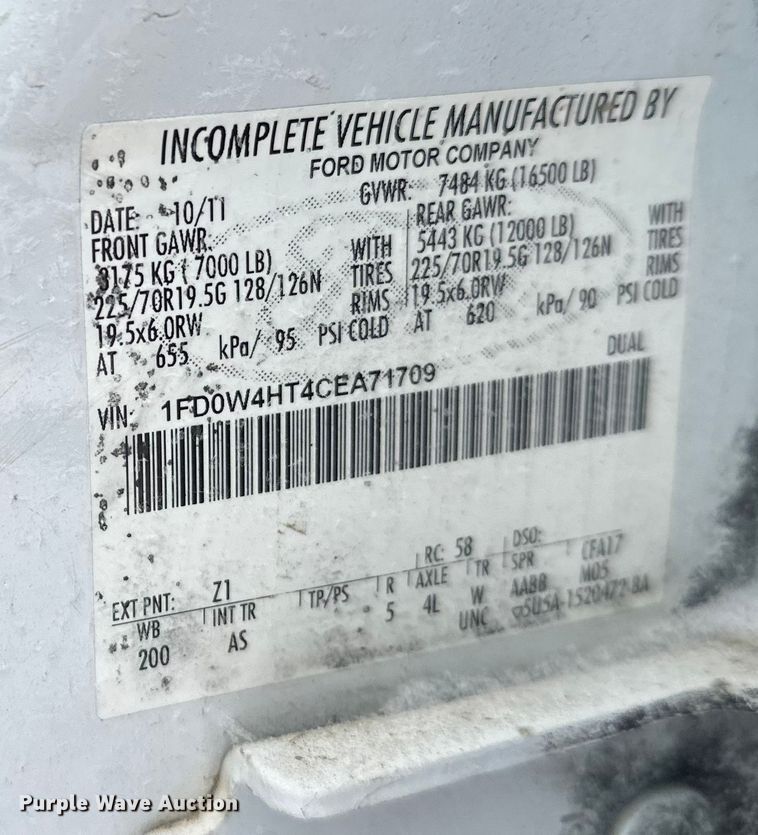 INCOMPLETE VEHICLE MANUFACTURED BY
FORD MOTOR COMPANY
DATE: 10/11 GVWR: 7484 KG (16500 LB)
FRONT GAWR: REAR GAWR:
3175 KG ( 7000 LB) WITH 5443 KG (12000 LB) WITH
225/70R19.5G 128/126N TIRES 225/70R19.5G 128/126N TIRES
19.5x6.0RW RIMS 19.5x6.0RW RIMS
AT 655 kPa/ 95 PSI COLD AT 620 kPa/ 90 PSI COLD
DUAL
VIN: 1FD0W4HT4CEA71709
EXT PNT: Z1 RC: 58 DSO: CFA17
WB INT TR TP/PS R AXLE TR SPR M05
200 AS 5 4L W AABB
UNC 5U5A-1520472-BA
Purple Wave Auction